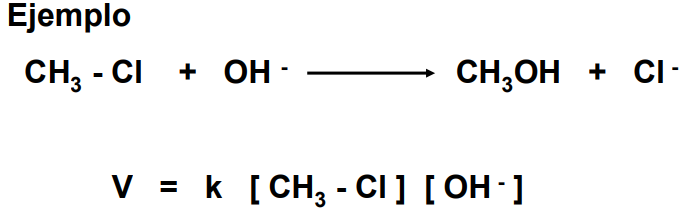 Ejemplo
CH₃ - Cl + OH⁻ → CH₃OH + Cl⁻
V = k [ CH₃ - Cl ] [ OH⁻ ]